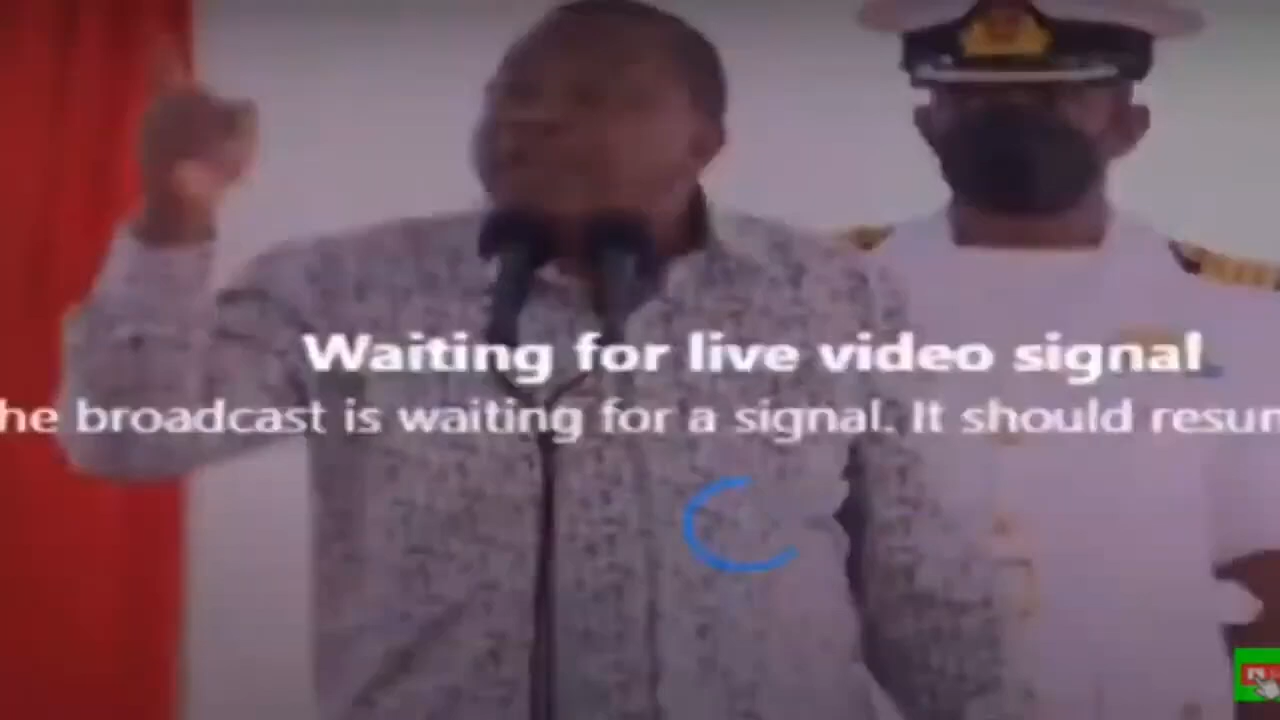 Waiting for live video signal
he broadcast is waiting for a signal. It should resum